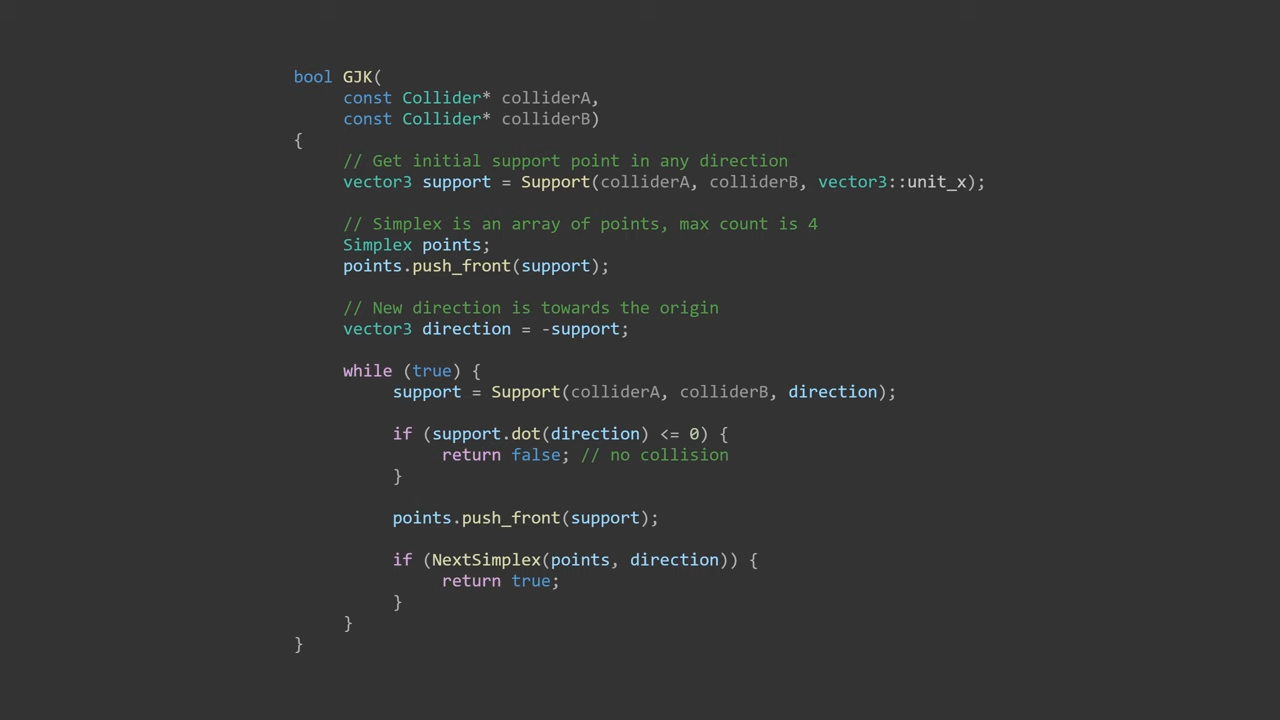 bool GJK(
     const Collider* colliderA,
     const Collider* colliderB)
{
     // Get initial support point in any direction
     vector3 support = Support(colliderA, colliderB, vector3::unit_x);

     // Simplex is an array of points, max count is 4
     Simplex points;
     points.push_front(support);

     // New direction is towards the origin
     vector3 direction = -support;

     while (true) {
          support = Support(colliderA, colliderB, direction);

          if (support.dot(direction) <= 0) {
               return false; // no collision
          }

          points.push_front(support);

          if (NextSimplex(points, direction)) {
               return true;
          }
     }
}